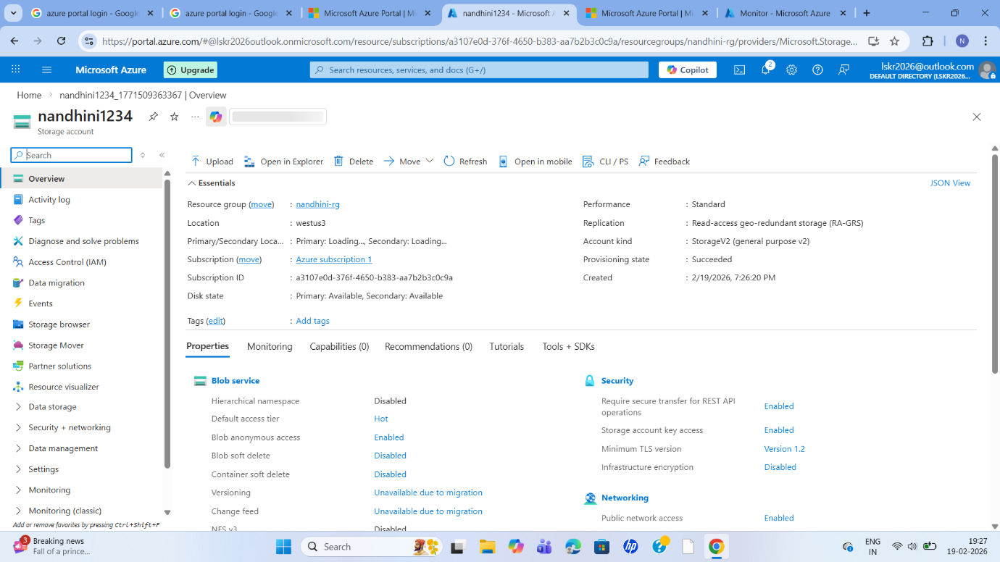 azure portal login - Google
azure portal login - Google
Microsoft Azure Portal | Mi
nandhini1234 - Microsoft A
Microsoft Azure Portal | Mi
Monitor - Microsoft Azure
https://portal.azure.com/#@lskr2026outlook.onmicrosoft.com/resource/subscriptions/a3107e0d-376f-4650-b383-aa7b2b3c0c9a/resourcegroups/nandhini-rg/providers/Microsoft.Storage...
N
Microsoft Azure
Upgrade
Search resources, services, and docs (G+/)
Copilot
2
lskr2026@outlook.com
DEFAULT DIRECTORY (LSKR2026...
Home > nandhini1234_1771509363367 | Overview
nandhini1234
Storage account
Search
Overview
Activity log
Tags
Diagnose and solve problems
Access Control (IAM)
Data migration
Events
Storage browser
Storage Mover
Partner solutions
Resource visualizer
Data storage
Security + networking
Data management
Settings
Monitoring
Monitoring (classic)
Add or remove favorites by pressing Ctrl+Shift+F
Upload
Open in Explorer
Delete
Move
Refresh
Open in mobile
CLI / PS
Feedback
Essentials
JSON View
Resource group (move) : nandhini-rg
Location : westus3
Primary/Secondary Loca... : Primary: Loading..., Secondary: Loading...
Subscription (move) : Azure subscription 1
Subscription ID : a3107e0d-376f-4650-b383-aa7b2b3c0c9a
Disk state : Primary: Available, Secondary: Available
Tags (edit) : Add tags
Performance : Standard
Replication : Read-access geo-redundant storage (RA-GRS)
Account kind : StorageV2 (general purpose v2)
Provisioning state : Succeeded
Created : 2/19/2026, 7:26:20 PM
Properties
Monitoring
Capabilities (0)
Recommendations (0)
Tutorials
Tools + SDKs
Blob service
Hierarchical namespace Disabled
Default access tier Hot
Blob anonymous access Enabled
Blob soft delete Disabled
Container soft delete Disabled
Versioning Unavailable due to migration
Change feed Unavailable due to migration
NFS v3 Disabled
Security
Require secure transfer for REST API
operations Enabled
Storage account key access Enabled
Minimum TLS version Version 1.2
Infrastructure encryption Disabled
Networking
Public network access Enabled
3
Breaking news
Fall of a prince...
Search
ENG
IN
19:27
19-02-2026